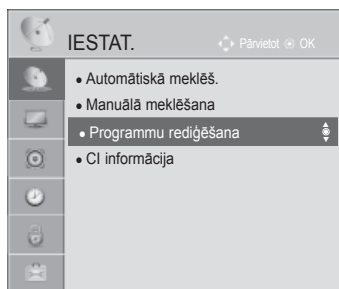 IESTAT.
Pārvietot OK
• Automātiskā meklēš.
• Manuālā meklēšana
• Programmu rediģēšana
• CI informācija